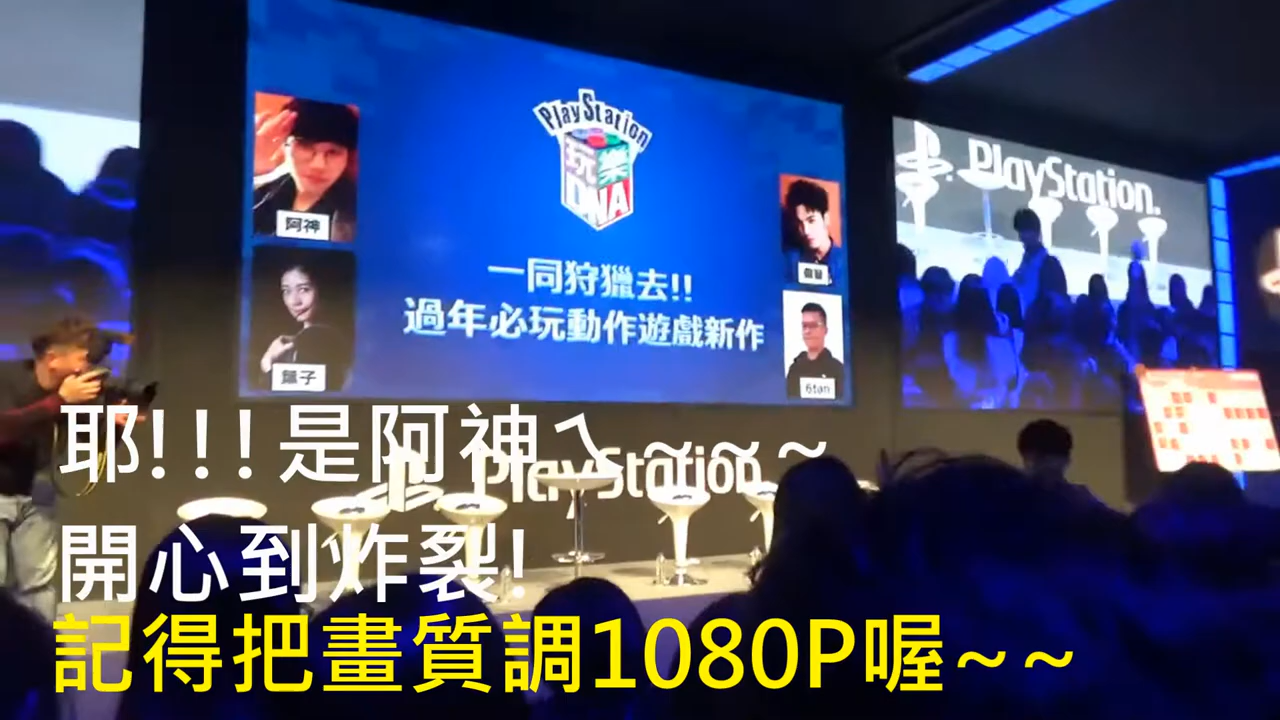 PlayStation
玩樂
DNA
阿神
葉子
6tan
一同狩獵去!!
過年必玩動作遊戲新作
PlayStation.
PlayStation
耶!!!是阿神ㄟ~~~
開心到炸裂!
記得把畫質調1080P喔~~